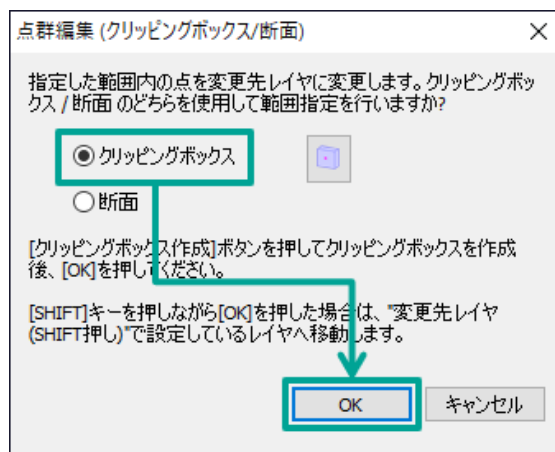 点群編集 (クリッピングボックス/断面)
指定した範囲内の点を変更先レイヤに変更します。クリッピングボッ
クス / 断面 のどちらを使用して範囲指定を行いますか?
クリッピングボックス
断面
[クリッピングボックス作成]ボタンを押してクリッピングボックスを作成
後、[OK]を押してください。
[SHIFT]キーを押しながら[OK]を押した場合は、"変更先レイヤ
(SHIFT押し)"で設定しているレイヤへ移動します。
OK
キャンセル